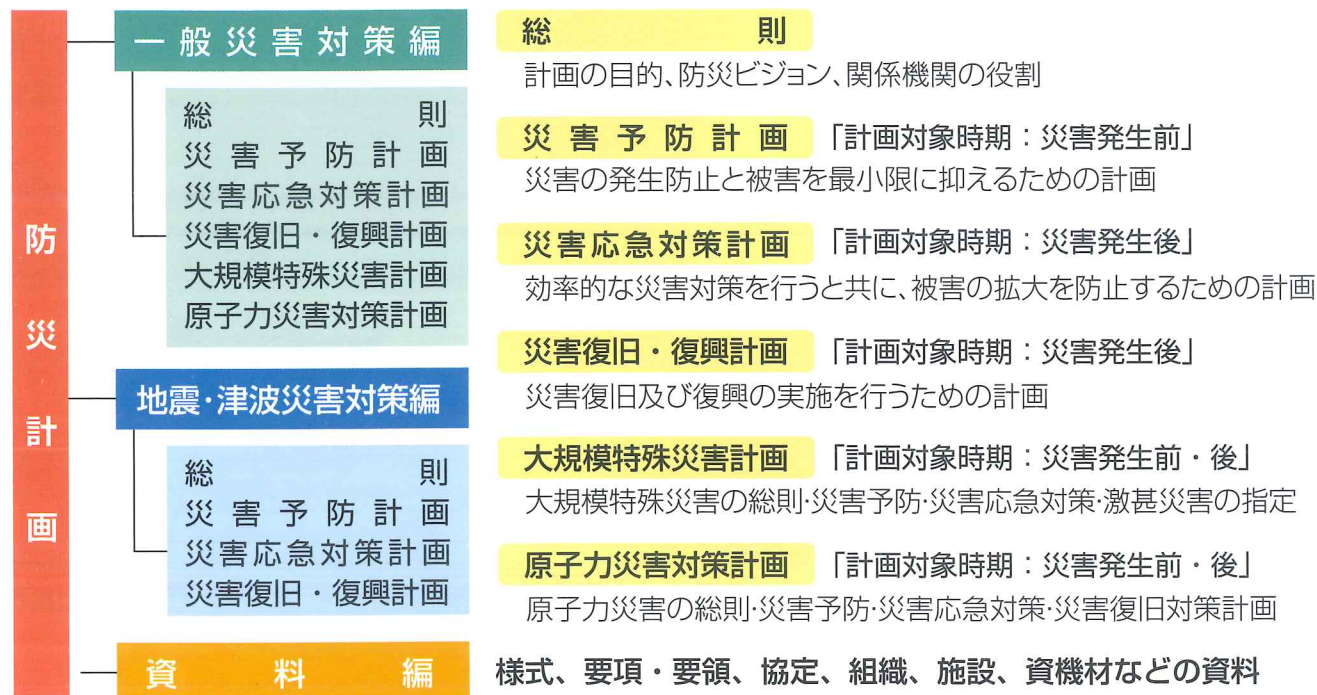 防災計画
一般災害対策編
総則
災害予防計画
災害応急対策計画
災害復旧・復興計画
大規模特殊災害計画
原子力災害対策計画
地震・津波災害対策編
総則
災害予防計画
災害応急対策計画
災害復旧・復興計画
資料編
総則
計画の目的、防災ビジョン、関係機関の役割
災害予防計画 「計画対象時期：災害発生前」
災害の発生防止と被害を最小限に抑えるための計画
災害応急対策計画 「計画対象時期：災害発生後」
効率的な災害対策を行うと共に、被害の拡大を防止するための計画
災害復旧・復興計画 「計画対象時期：災害発生後」
災害復旧及び復興の実施を行うための計画
大規模特殊災害計画 「計画対象時期：災害発生前・後」
大規模特殊災害の総則・災害予防・災害応急対策・激甚災害の指定
原子力災害対策計画 「計画対象時期：災害発生前・後」
原子力災害の総則・災害予防・災害応急対策・災害復旧対策計画
様式、要項・要領、協定、組織、施設、資機材などの資料